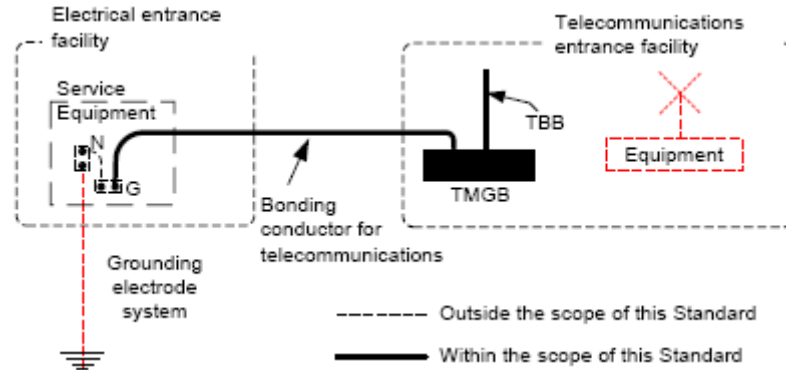 Electrical entrance
facility
Telecommunications
entrance facility
Service
Equipment
N
G
TBB
Equipment
TMGB
Bonding
conductor for
telecommunications
Grounding
electrode
system
Outside the scope of this Standard
Within the scope of this Standard